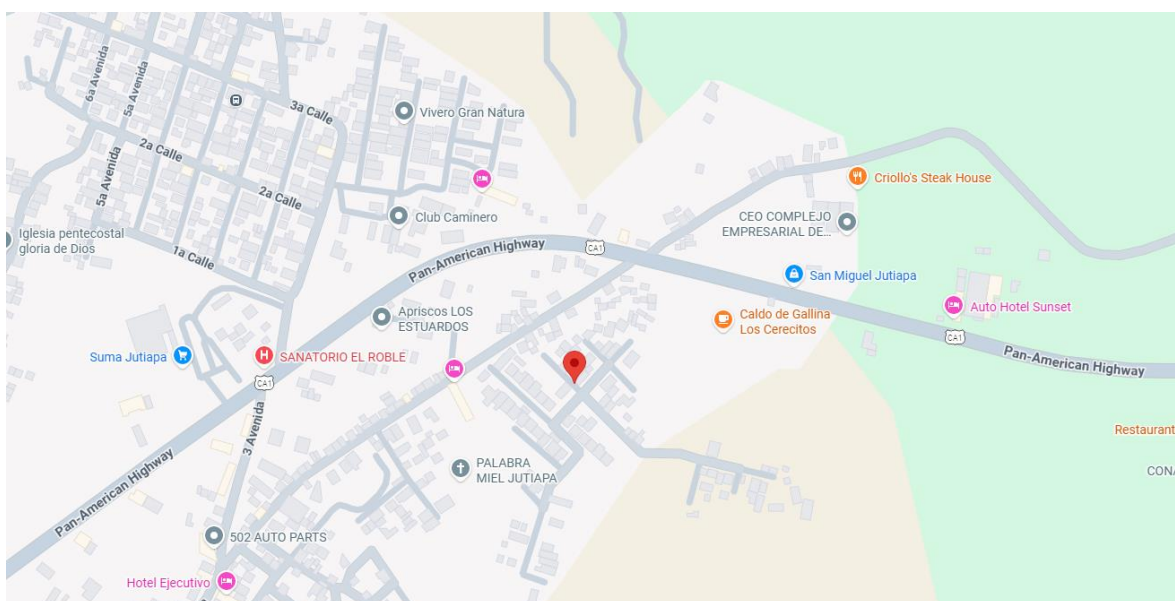 6a Avenida
5a Avenida
3a Calle
Vivero Gran Natura
2a Calle
Criollo's Steak House
5a Avenida
2a Calle
Club Caminero
CEO COMPLEJO
EMPRESARIAL DE...
Iglesia pentecostal
gloria de Dios
1a Calle
Pan-American Highway
CA1
San Miguel Jutiapa
Apriscos LOS
ESTUARDOS
Caldo de Gallina
Los Cerecitos
Auto Hotel Sunset
CA1
Suma Jutiapa
H
SANATORIO EL ROBLE
CA1
Pan-American Highway
3 Avenida
Restaurant
PALABRA
MIEL JUTIAPA
CONA
Pan-American Highway
502 AUTO PARTS
Hotel Ejecutivo